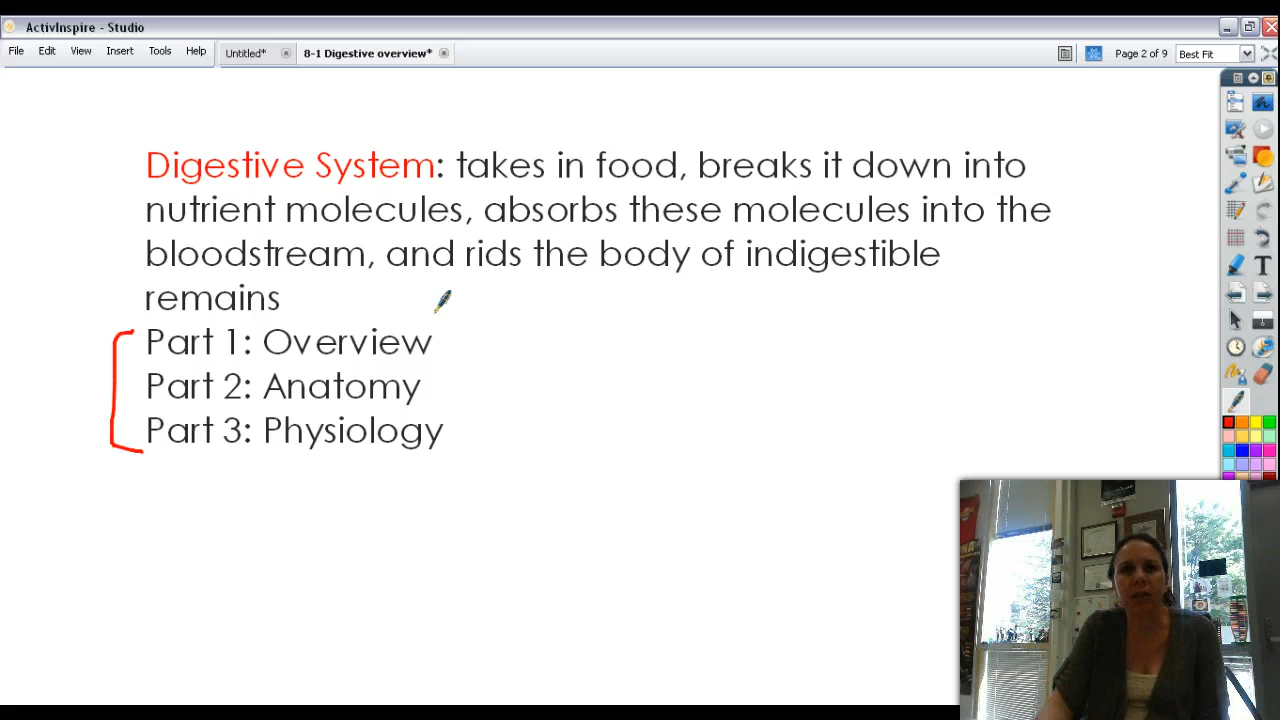 ActivInspire - Studio
File Edit View Insert Tools Help
Untitled* 8-1 Digestive overview* Page 2 of 9 Best Fit
Digestive System: takes in food, breaks it down into
nutrient molecules, absorbs these molecules into the
bloodstream, and rids the body of indigestible
remains
Part 1: Overview
Part 2: Anatomy
Part 3: Physiology